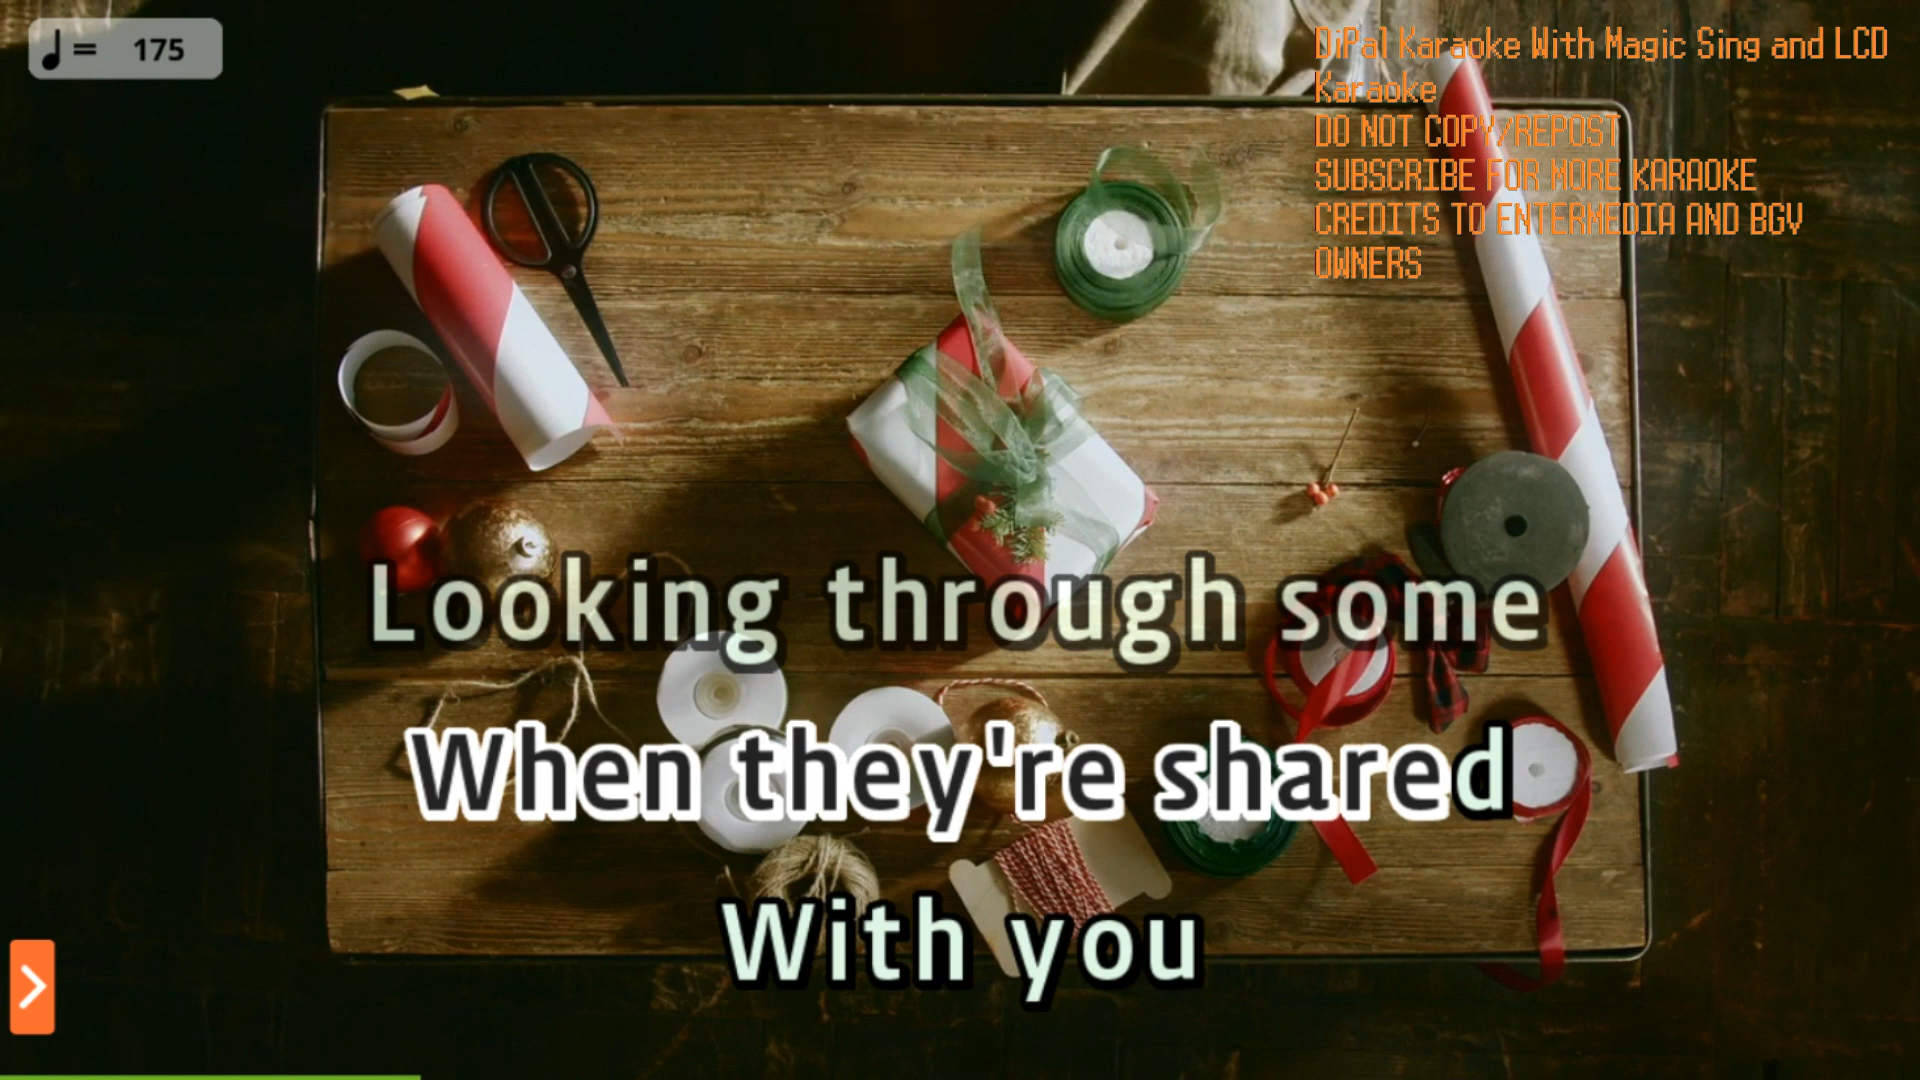 ♩= 175
DiPal Karaoke With Magic Sing and LCD
Karaoke
DO NOT COPY/REPOST
SUBSCRIBE FOR MORE KARAOKE
CREDITS TO ENTERMEDIA AND BGV
OWNERS
Looking through some
When they're shared
With you